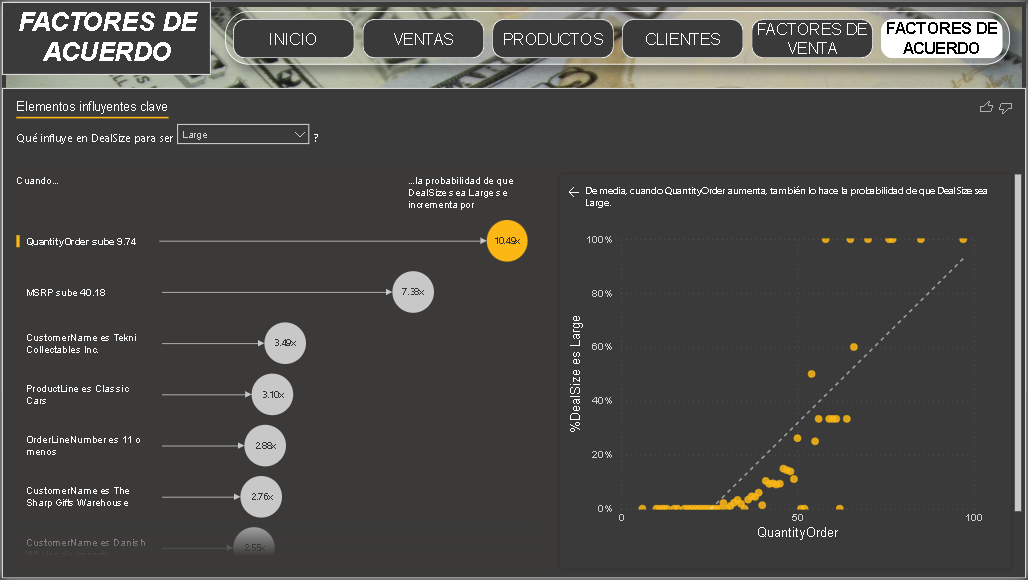 FACTORES DE
ACUERDO
INICIO
VENTAS
PRODUCTOS
CLIENTES
FACTORES DE
VENTA
FACTORES DE
ACUERDO
Elementos influyentes clave
Qué influye en DealSize para ser
Large
?
Cuando...
...la probabilidad de que
DealSize sea Large se
incrementa por
QuantityOrder sube 9.74
10.49x
MSRP sube 40.18
7.38x
CustomerName es Tekni
Collectables Inc.
3.49x
ProductLine es Classic
Cars
3.10x
OrderLineNumber es 11 o
menos
2.88x
CustomerName es The
Sharp Gifts Warehouse
2.76x
CustomerName es Danish
2.55x
De media, cuando QuantityOrder aumenta, también lo hace la probabilidad de que DealSize sea
Large.
%DealSize es Large
100%
80%
60%
40%
20%
0%
0
50
100
QuantityOrder